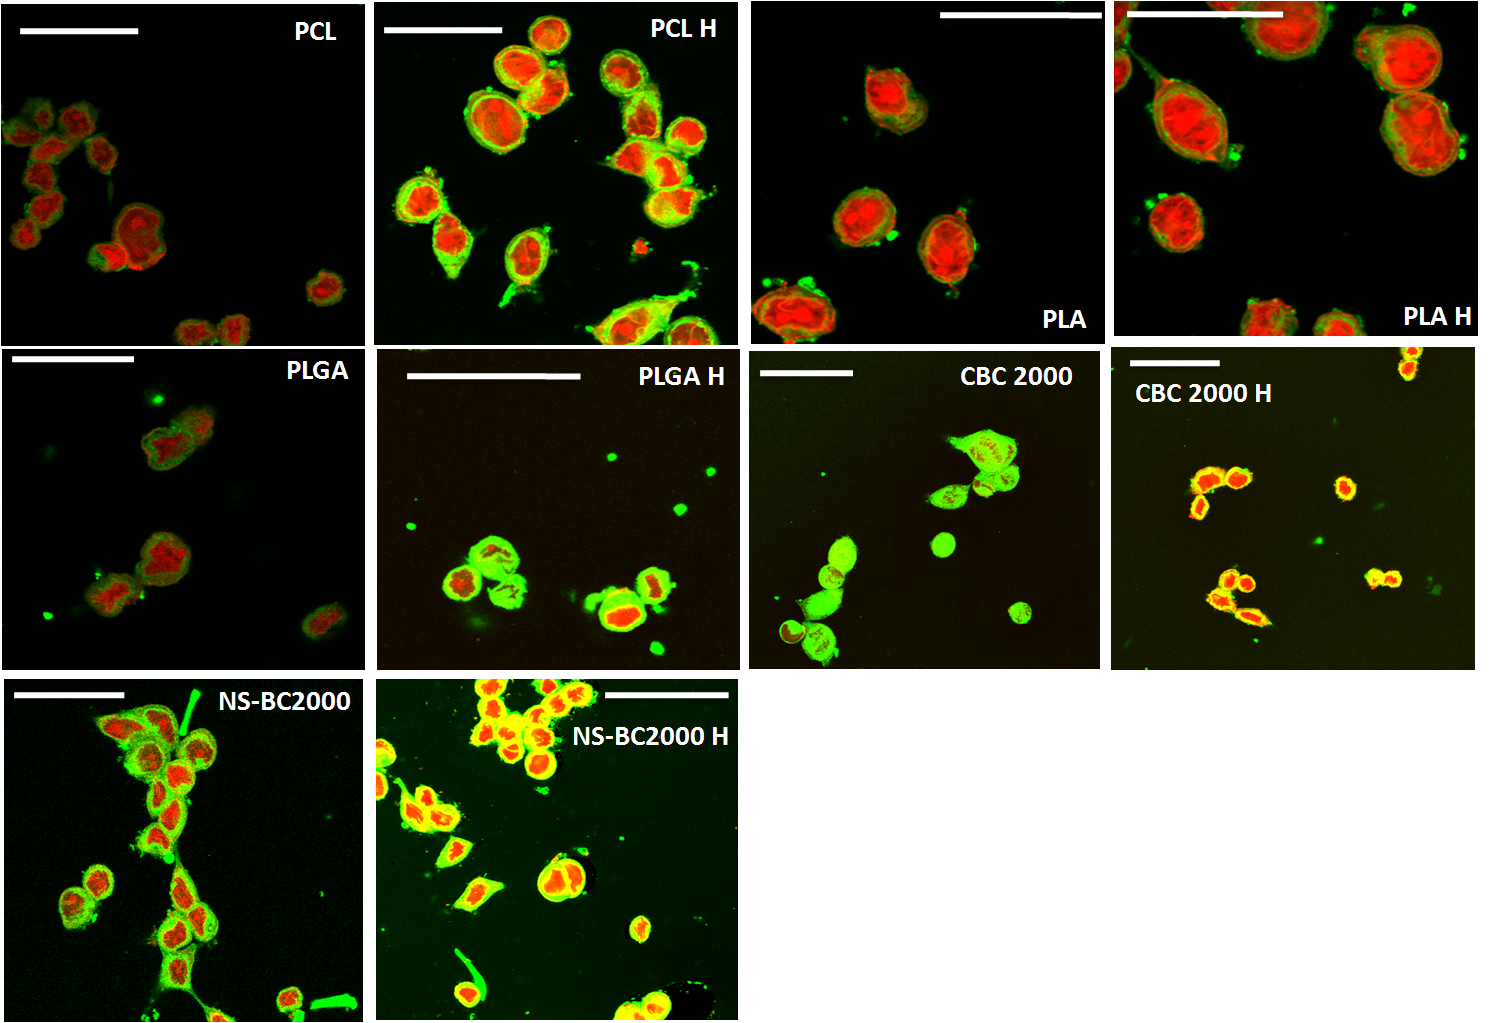 PCL
PCL H
PLA
PLA H
PLGA
PLGA H
CBC 2000
CBC 2000 H
NS-BC2000
NS-BC2000 H